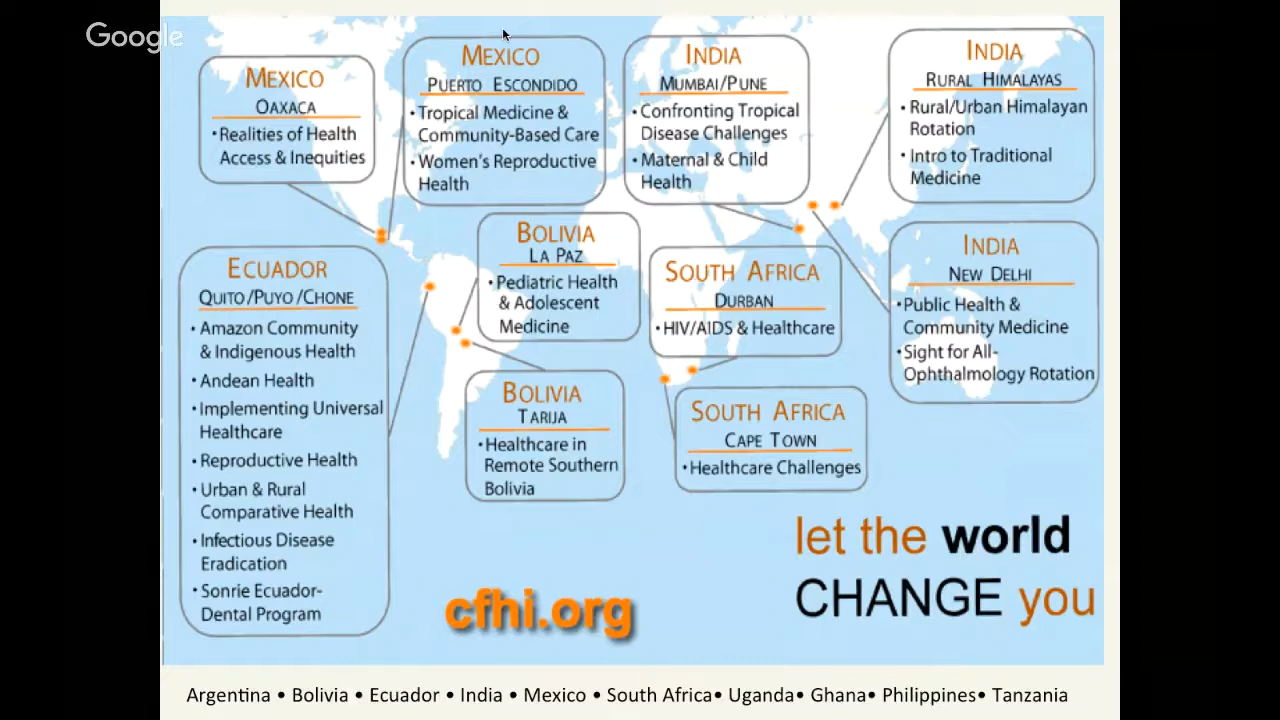 Google
MEXICO
OAXACA
•Realities of Health
Access & Inequities
MEXICO
PUERTO ESCONDIDO
•Tropical Medicine &
Community-Based Care
•Women's Reproductive
Health
INDIA
MUMBAI/PUNE
•Confronting Tropical
Disease Challenges
•Maternal & Child
Health
INDIA
RURAL HIMALAYAS
•Rural/Urban Himalayan
Rotation
•Intro to Traditional
Medicine
ECUADOR
QUITO/PUYO/CHONE
•Amazon Community
& Indigenous Health
•Andean Health
•Implementing Universal
Healthcare
•Reproductive Health
•Urban & Rural
Comparative Health
•Infectious Disease
Eradication
•Sonrie Ecuador-
Dental Program
BOLIVIA
LA PAZ
•Pediatric Health
& Adolescent
Medicine
SOUTH AFRICA
DURBAN
•HIV/AIDS & Healthcare
INDIA
NEW DELHI
•Public Health &
Community Medicine
•Sight for All-
Ophthalmology Rotation
BOLIVIA
TARIJA
•Healthcare in
Remote Southern
Bolivia
SOUTH AFRICA
CAPE TOWN
•Healthcare Challenges
let the world
CHANGE you
cfhi.org
Argentina • Bolivia • Ecuador • India • Mexico • South Africa• Uganda• Ghana• Philippines• Tanzania